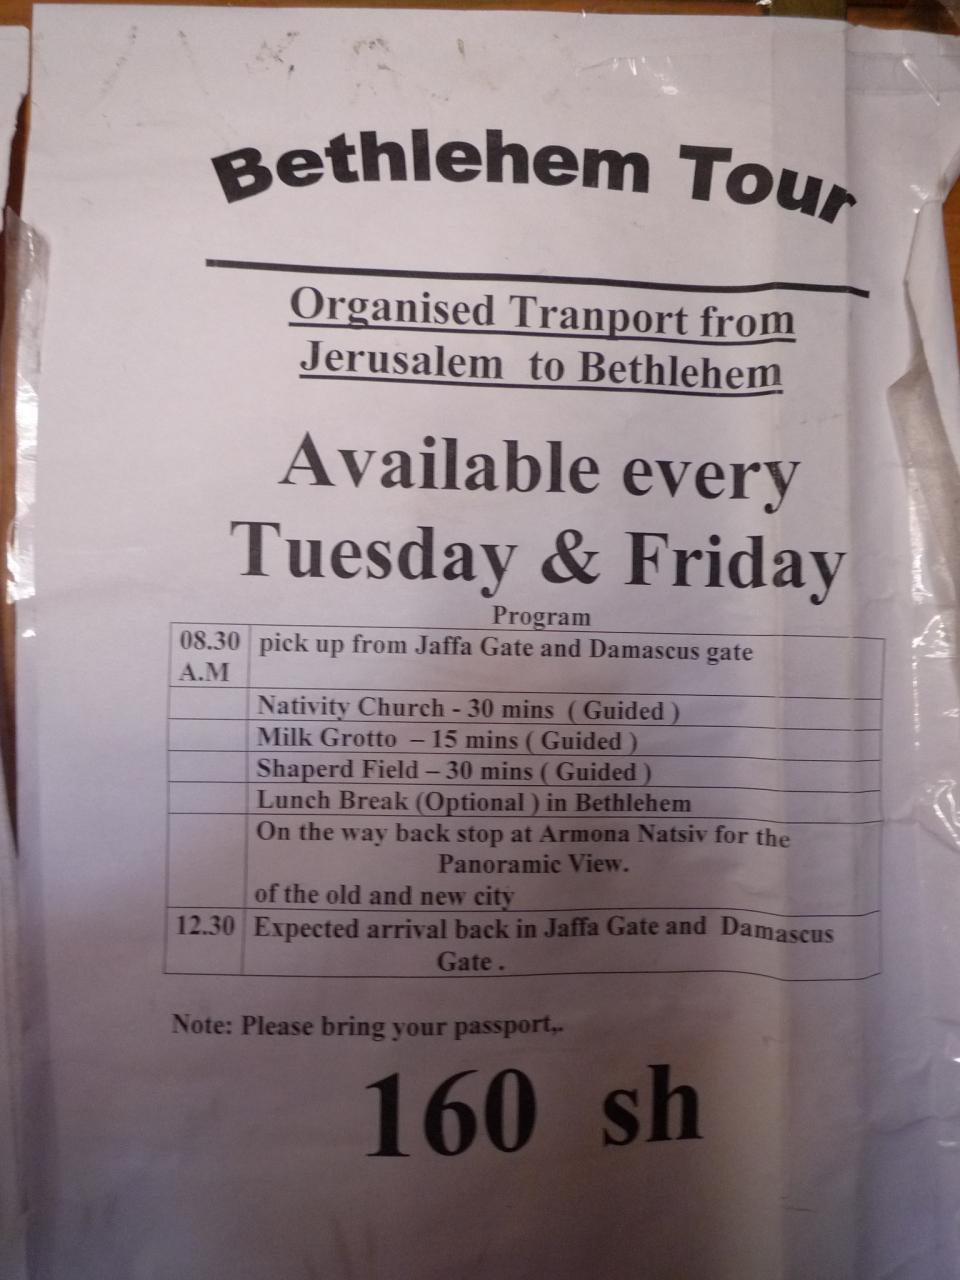 Bethlehem Tour
Organised Tranport from
Jerusalem to Bethlehem
Available every
Tuesday & Friday
Program
08.30 A.M pick up from Jaffa Gate and Damascus gate
Nativity Church - 30 mins ( Guided )
Milk Grotto – 15 mins ( Guided )
Shaperd Field – 30 mins ( Guided )
Lunch Break (Optional ) in Bethlehem
On the way back stop at Armona Natsiv for the
Panoramic View.
of the old and new city
12.30 Expected arrival back in Jaffa Gate and Damascus
Gate .
Note: Please bring your passport,.
160 sh